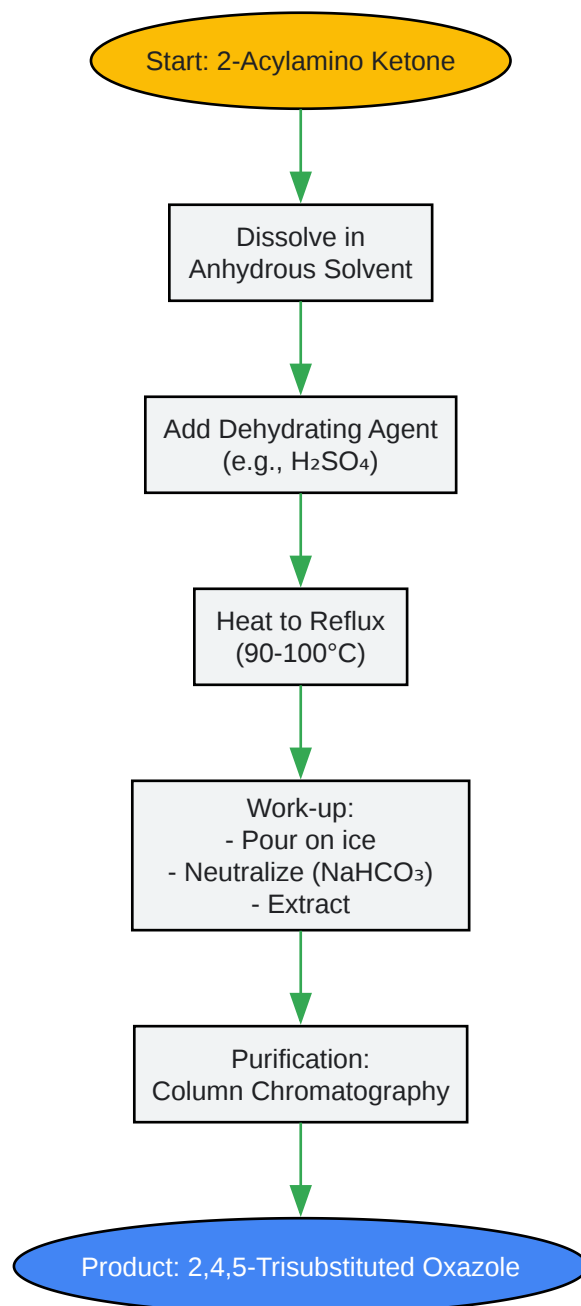 Start: 2-Acylamino Ketone
Dissolve in
Anhydrous Solvent
Add Dehydrating Agent
(e.g., H₂SO₄)
Heat to Reflux
(90-100°C)
Work-up:
- Pour on ice
- Neutralize (NaHCO₃)
- Extract
Purification:
Column Chromatography
Product: 2,4,5-Trisubstituted Oxazole